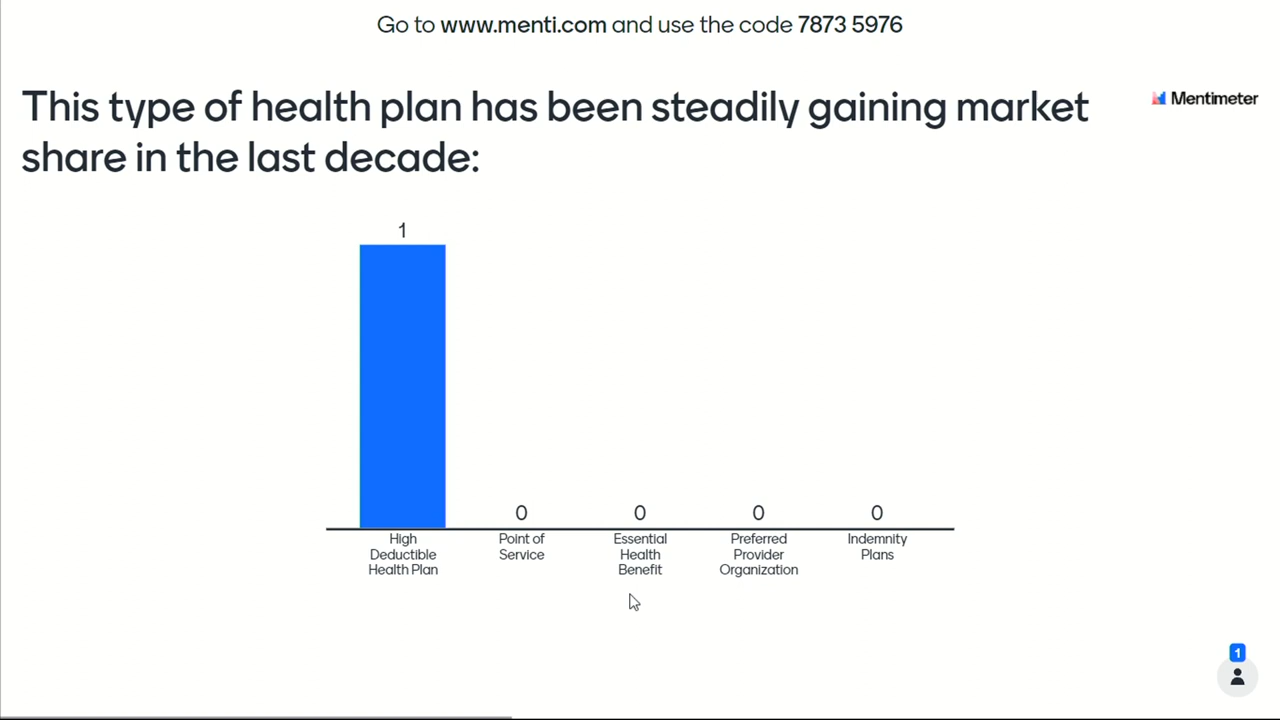 Go to www.menti.com and use the code 7873 5976
This type of health plan has been steadily gaining market
share in the last decade:
Mentimeter
1
0
0
0
0
High
Deductible
Health Plan
Point of
Service
Essential
Health
Benefit
Preferred
Provider
Organization
Indemnity
Plans
1